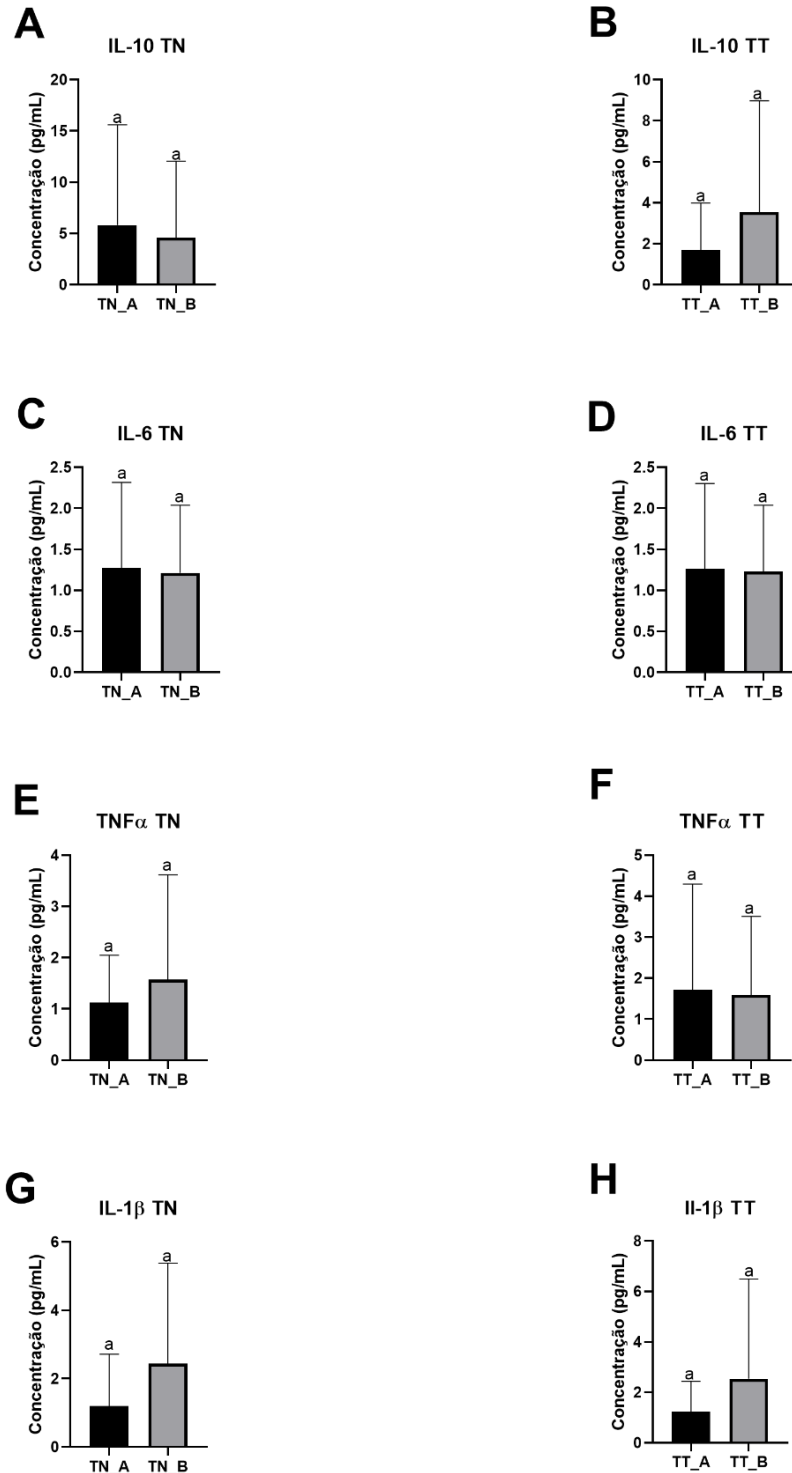 A
IL-10 TN
Concentração (pg/mL)
20
15
10
5
0
a
a
TN_A
TN_B
B
IL-10 TT
Concentração (pg/mL)
10
8
6
4
2
0
a
a
TT_A
TT_B
C
IL-6 TN
Concentração (pg/mL)
2.5
2.0
1.5
1.0
0.5
0.0
a
a
TN_A
TN_B
D
IL-6 TT
Concentração (pg/mL)
2.5
2.0
1.5
1.0
0.5
0.0
a
a
TT_A
TT_B
E
TNFα TN
Concentração (pg/mL)
4
3
2
1
0
a
a
TN_A
TN_B
F
TNFα TT
Concentração (pg/mL)
5
4
3
2
1
0
a
a
TT_A
TT_B
G
IL-1β TN
Concentração (pg/mL)
6
4
2
0
a
a
TN_A
TN_B
H
Il-1β TT
Concentração (pg/mL)
8
6
4
2
0
a
a
TT_A
TT_B